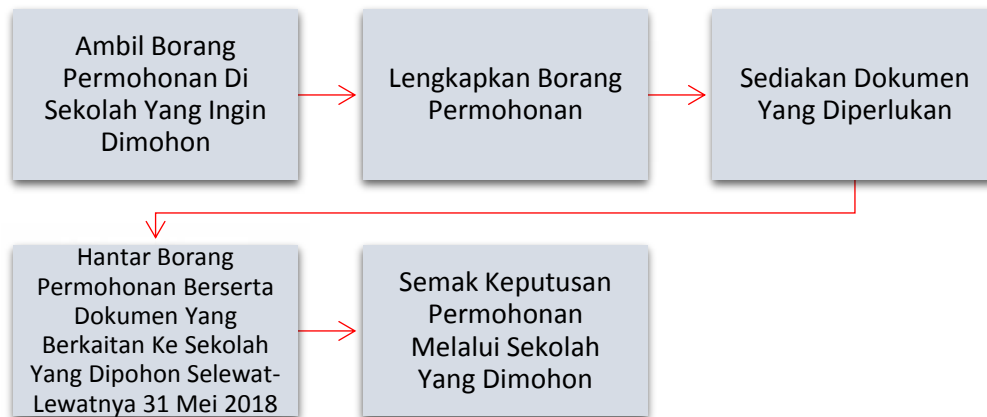 Ambil Borang
Permohonan Di
Sekolah Yang Ingin
Dimohon
Lengkapkan Borang
Permohonan
Sediakan Dokumen
Yang Diperlukan
Hantar Borang
Permohonan Berserta
Dokumen Yang
Berkaitan Ke Sekolah
Yang Dipohon Selewat-
Lewatnya 31 Mei 2018
Semak Keputusan
Permohonan
Melalui Sekolah
Yang Dimohon